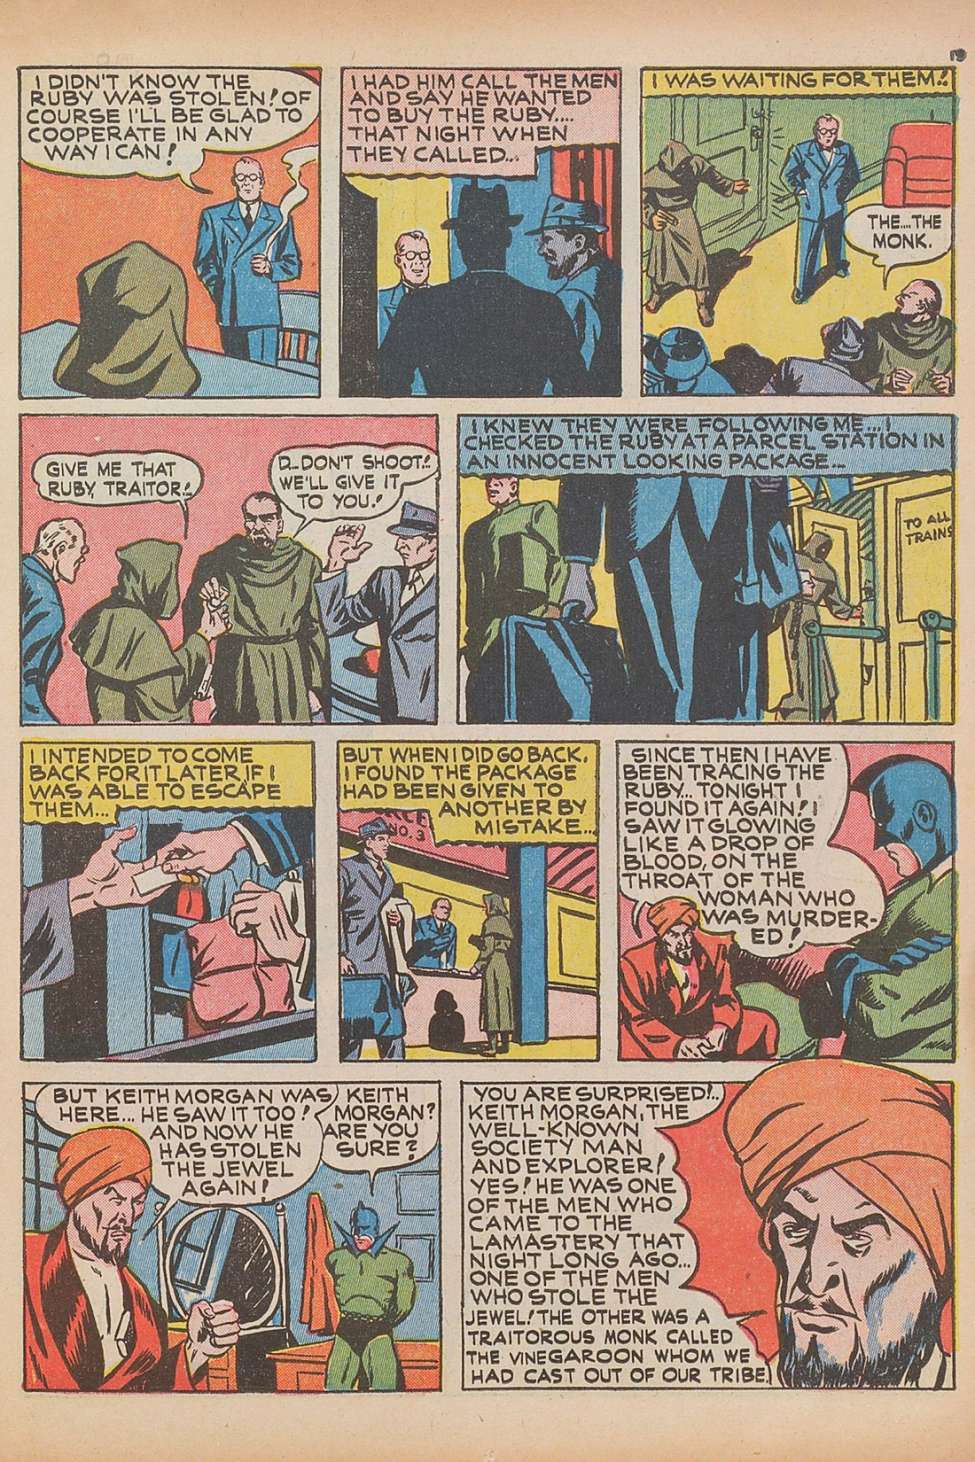 19
I DIDN'T KNOW THE
RUBY WAS STOLEN! OF
COURSE I'LL BE GLAD TO
COOPERATE IN ANY
WAY I CAN!
I HAD HIM CALL THE MEN
AND SAY HE WANTED
TO BUY THE RUBY....
THAT NIGHT WHEN
THEY CALLED...
I WAS WAITING FOR THEM!!
THE....THE
MONK.
GIVE ME THAT
RUBY, TRAITOR!!
D..DON'T SHOOT!!
WE'LL GIVE IT
TO YOU!
I KNEW THEY WERE FOLLOWING ME...I
CHECKED THE RUBY AT A PARCEL STATION IN
AN INNOCENT LOOKING PACKAGE...
TO ALL
TRAINS
I INTENDED TO COME
BACK FOR IT LATER, IF I
WAS ABLE TO ESCAPE
THEM...
BUT WHEN I DID GO BACK,
I FOUND THE PACKAGE
HAD BEEN GIVEN TO
ANOTHER BY
MISTAKE...
NO. 3
SINCE THEN I HAVE
BEEN TRACING THE
RUBY... TONIGHT I
FOUND IT AGAIN! I
SAW IT GLOWING
LIKE A DROP OF
BLOOD, ON THE
THROAT OF THE
WOMAN WHO
WAS MURDER-
ED!
BUT KEITH MORGAN WAS
HERE... HE SAW IT TOO!
AND NOW HE
HAS STOLEN
THE JEWEL
AGAIN!
KEITH
MORGAN?
ARE YOU
SURE?
YOU ARE SURPRISED!..
KEITH MORGAN, THE
WELL-KNOWN
SOCIETY MAN
AND EXPLORER!
YES! HE WAS ONE
OF THE MEN WHO
CAME TO THE
LAMASTERY THAT
NIGHT LONG AGO...
ONE OF THE MEN
WHO STOLE THE
JEWEL! THE OTHER WAS A
TRAITOROUS MONK CALLED
THE VINEGAROON WHOM WE
HAD CAST OUT OF OUR TRIBE.